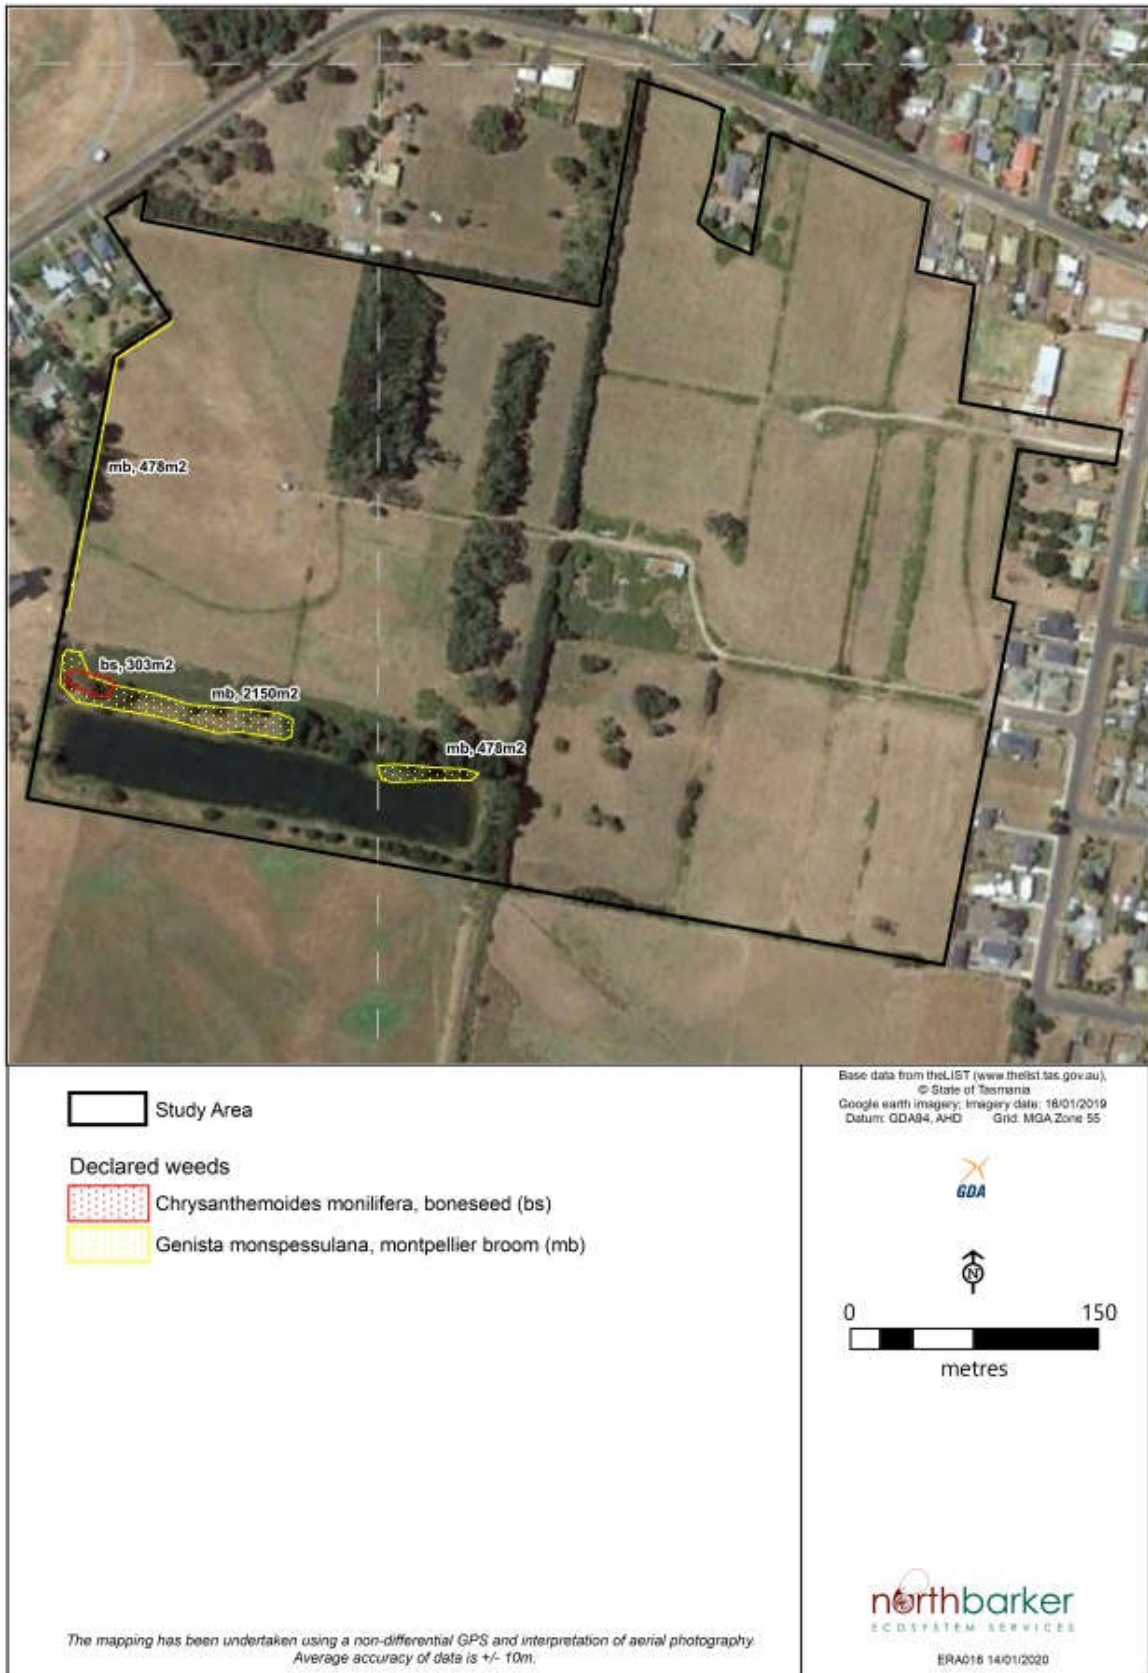 mb, 478m2
bs, 303m2
mb, 2150m2
mb, 478m2
Study Area
Declared weeds
Chrysanthemoides monilifera, boneseed (bs)
Genista monspessulana, montpellier broom (mb)
The mapping has been undertaken using a non-differential GPS and interpretation of aerial photography.
Average accuracy of data is +/- 10m.
Base data from theLIST (www.thelist.tas.gov.au),
© State of Tasmania
Google earth imagery; Imagery date: 16/01/2019
Datum: GDA94, AHD Grid: MGA Zone 55
GDA
N
0 150
metres
northbarker
ECOSYSTEM SERVICES
ERA016 14/01/2020